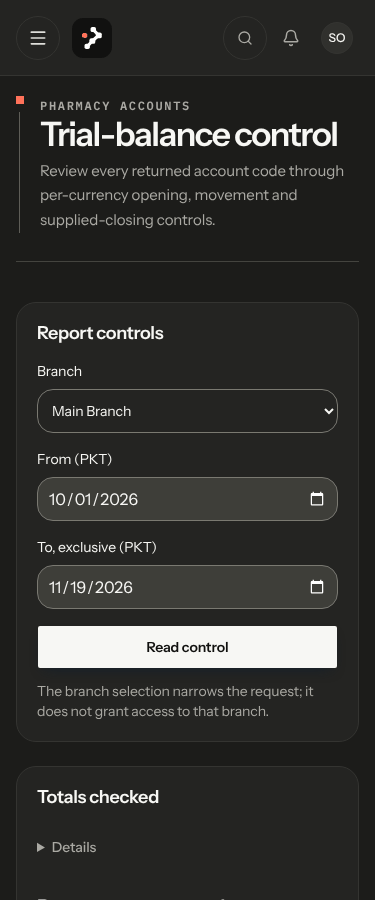 SO
PHARMACY ACCOUNTS
Trial-balance control
Review every returned account code through
per-currency opening, movement and
supplied-closing controls.
Report controls
Branch
Main Branch
From (PKT)
10/01/2026
To, exclusive (PKT)
11/19/2026
Read control
The branch selection narrows the request; it
does not grant access to that branch.
Totals checked
Details